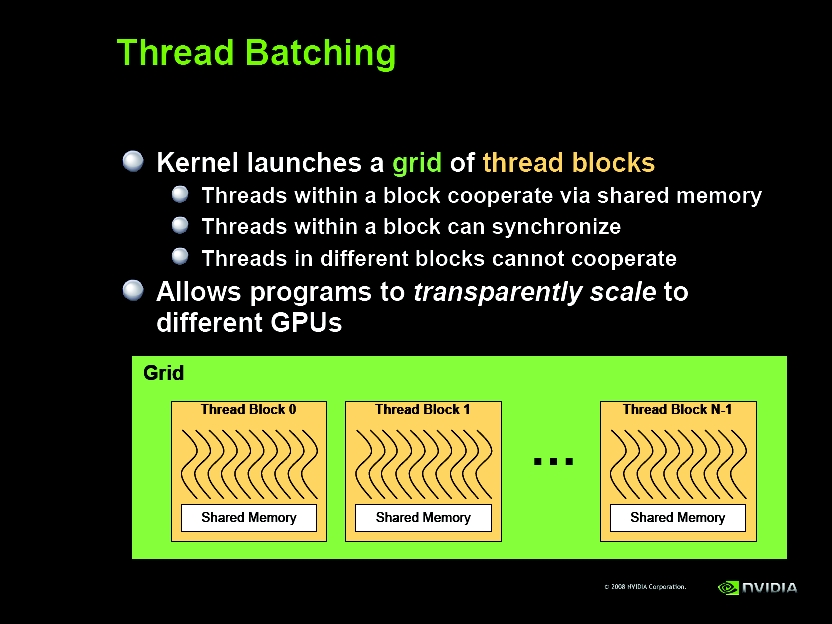 Thread Batching
Kernel launches a grid of thread blocks
Threads within a block cooperate via shared memory
Threads within a block can synchronize
Threads in different blocks cannot cooperate
Allows programs to transparently scale to
different GPUs
Grid
Thread Block 0
Thread Block 1
...
Thread Block N-1
Shared Memory
Shared Memory
Shared Memory
© 2008 NVIDIA Corporation.
NVIDIA